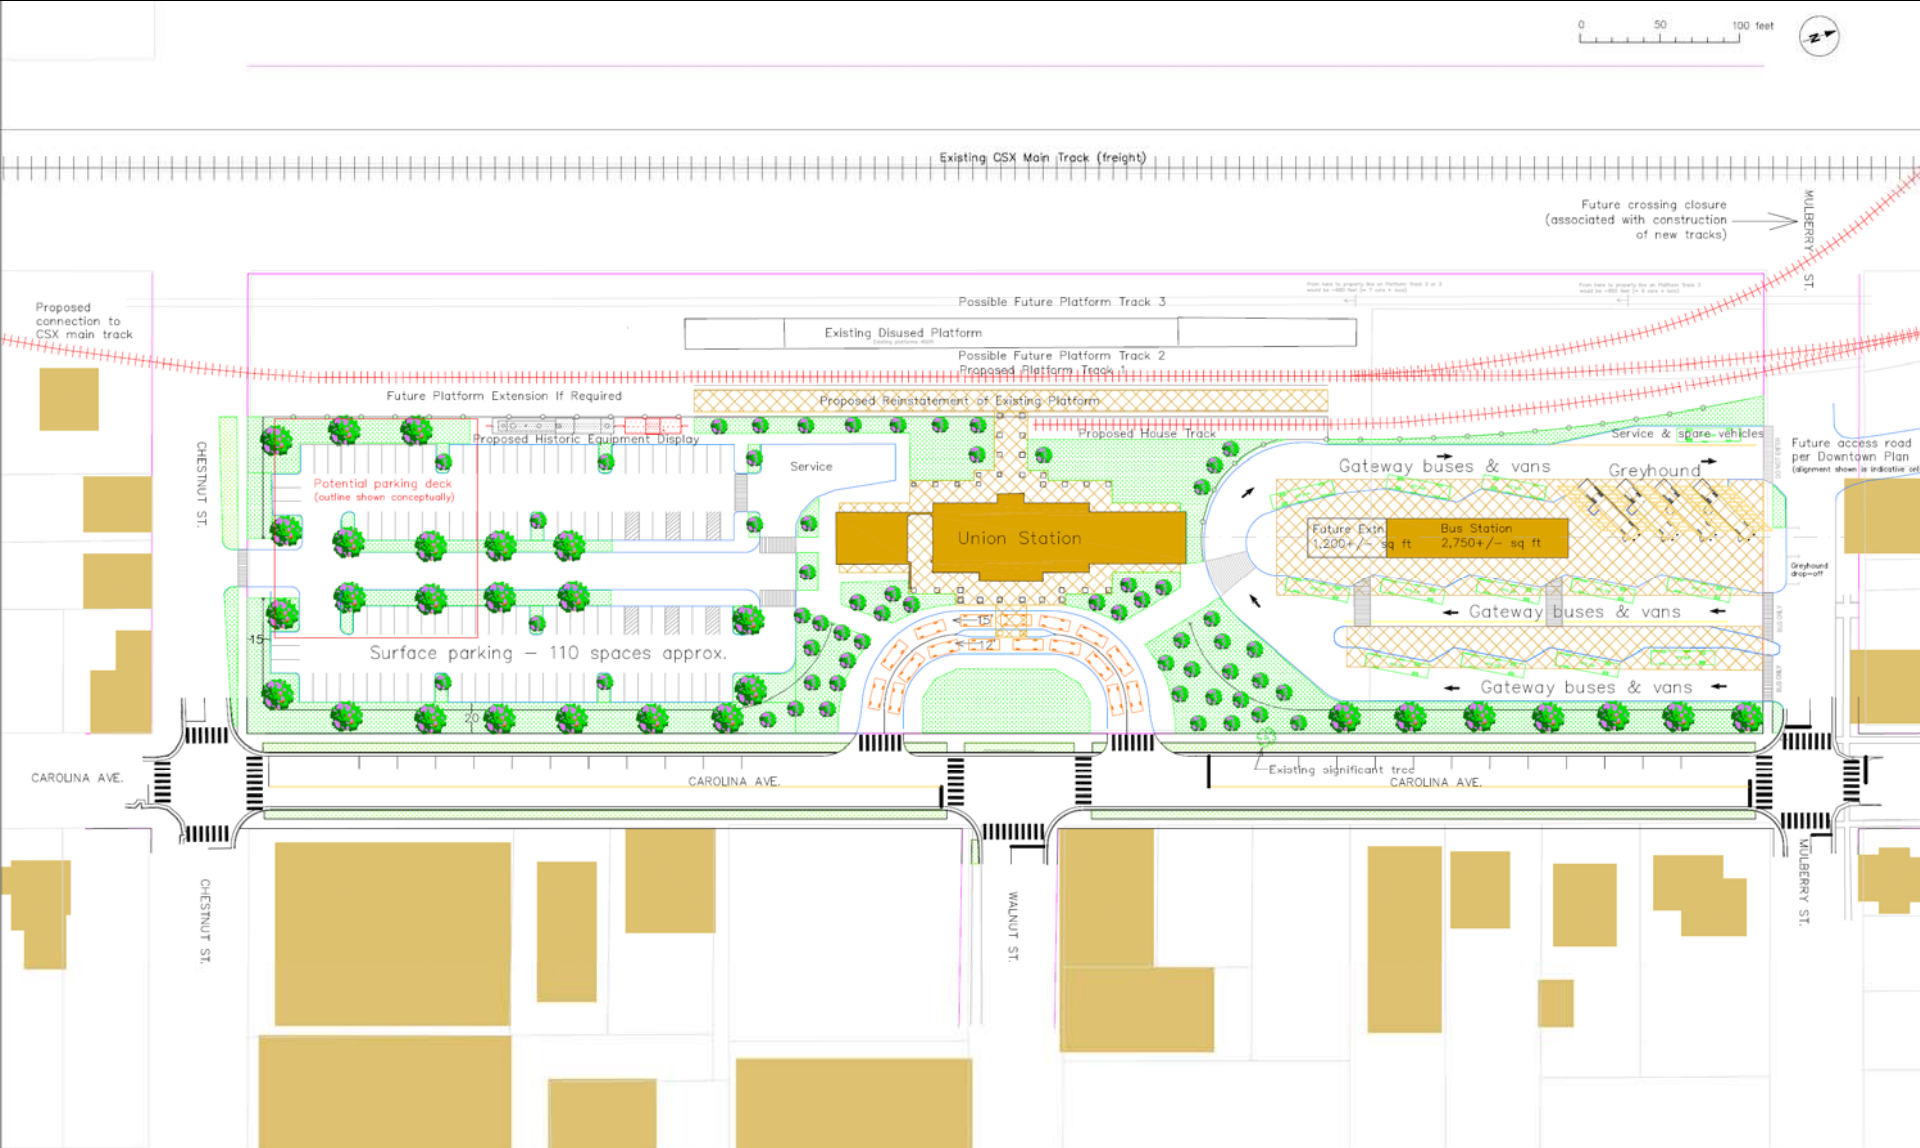 0 50 100 feet
N
Existing CSX Main Track (freight)
MULBERRY ST.
Future crossing closure
(associated with construction
of new tracks)
Proposed
connection to
CSX main track
Possible Future Platform Track 3
Existing Disused Platform
Possible Future Platform Track 2
Proposed Platform Track 1
Future Platform Extension If Required
Proposed Reinstatement of Existing Platform
Proposed Historic Equipment Display
Proposed House Track
Service & spare vehicles
Future access road
per Downtown Plan
CHESTNUT ST.
Service
Gateway buses & vans
Greyhound
Potential parking deck
(outline shown conceptually)
Union Station
Future Extn
1,200+/- sq ft
Bus Station
2,750+/- sq ft
Greyhound
drop-off
Gateway buses & vans
15
15
12
Surface parking – 110 spaces approx.
Gateway buses & vans
20
Existing significant tree
CAROLINA AVE.
CAROLINA AVE.
CAROLINA AVE.
CHESTNUT ST.
WALNUT ST.
MULBERRY ST.